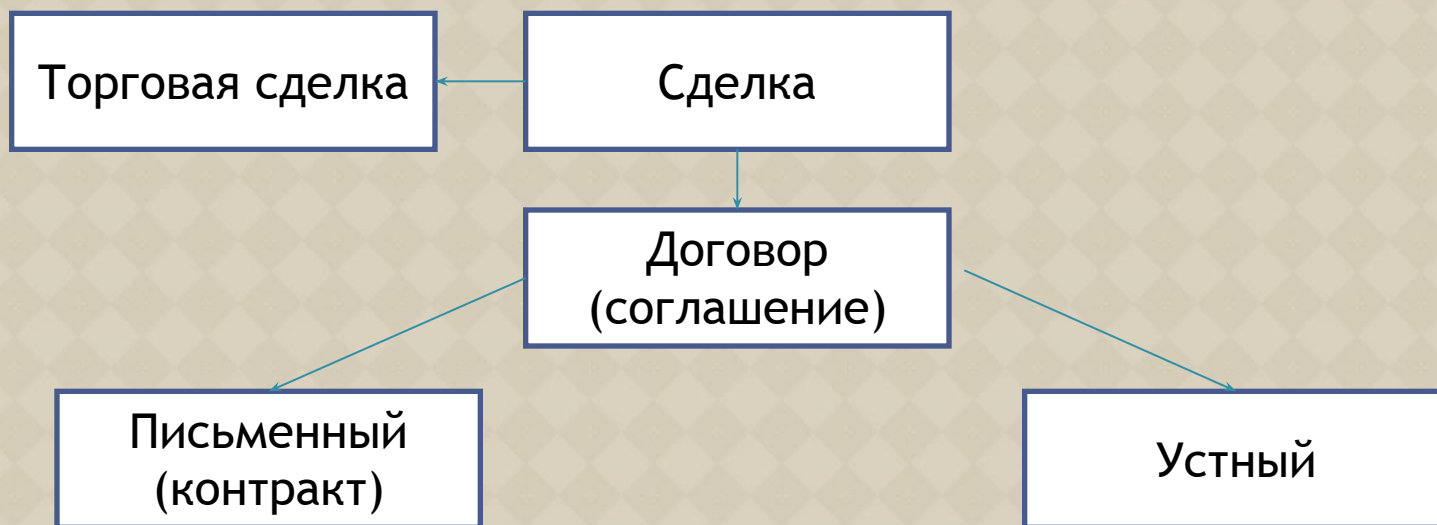 Торговая сделка
Сделка
Договор
(соглашение)
Письменный
(контракт)
Устный